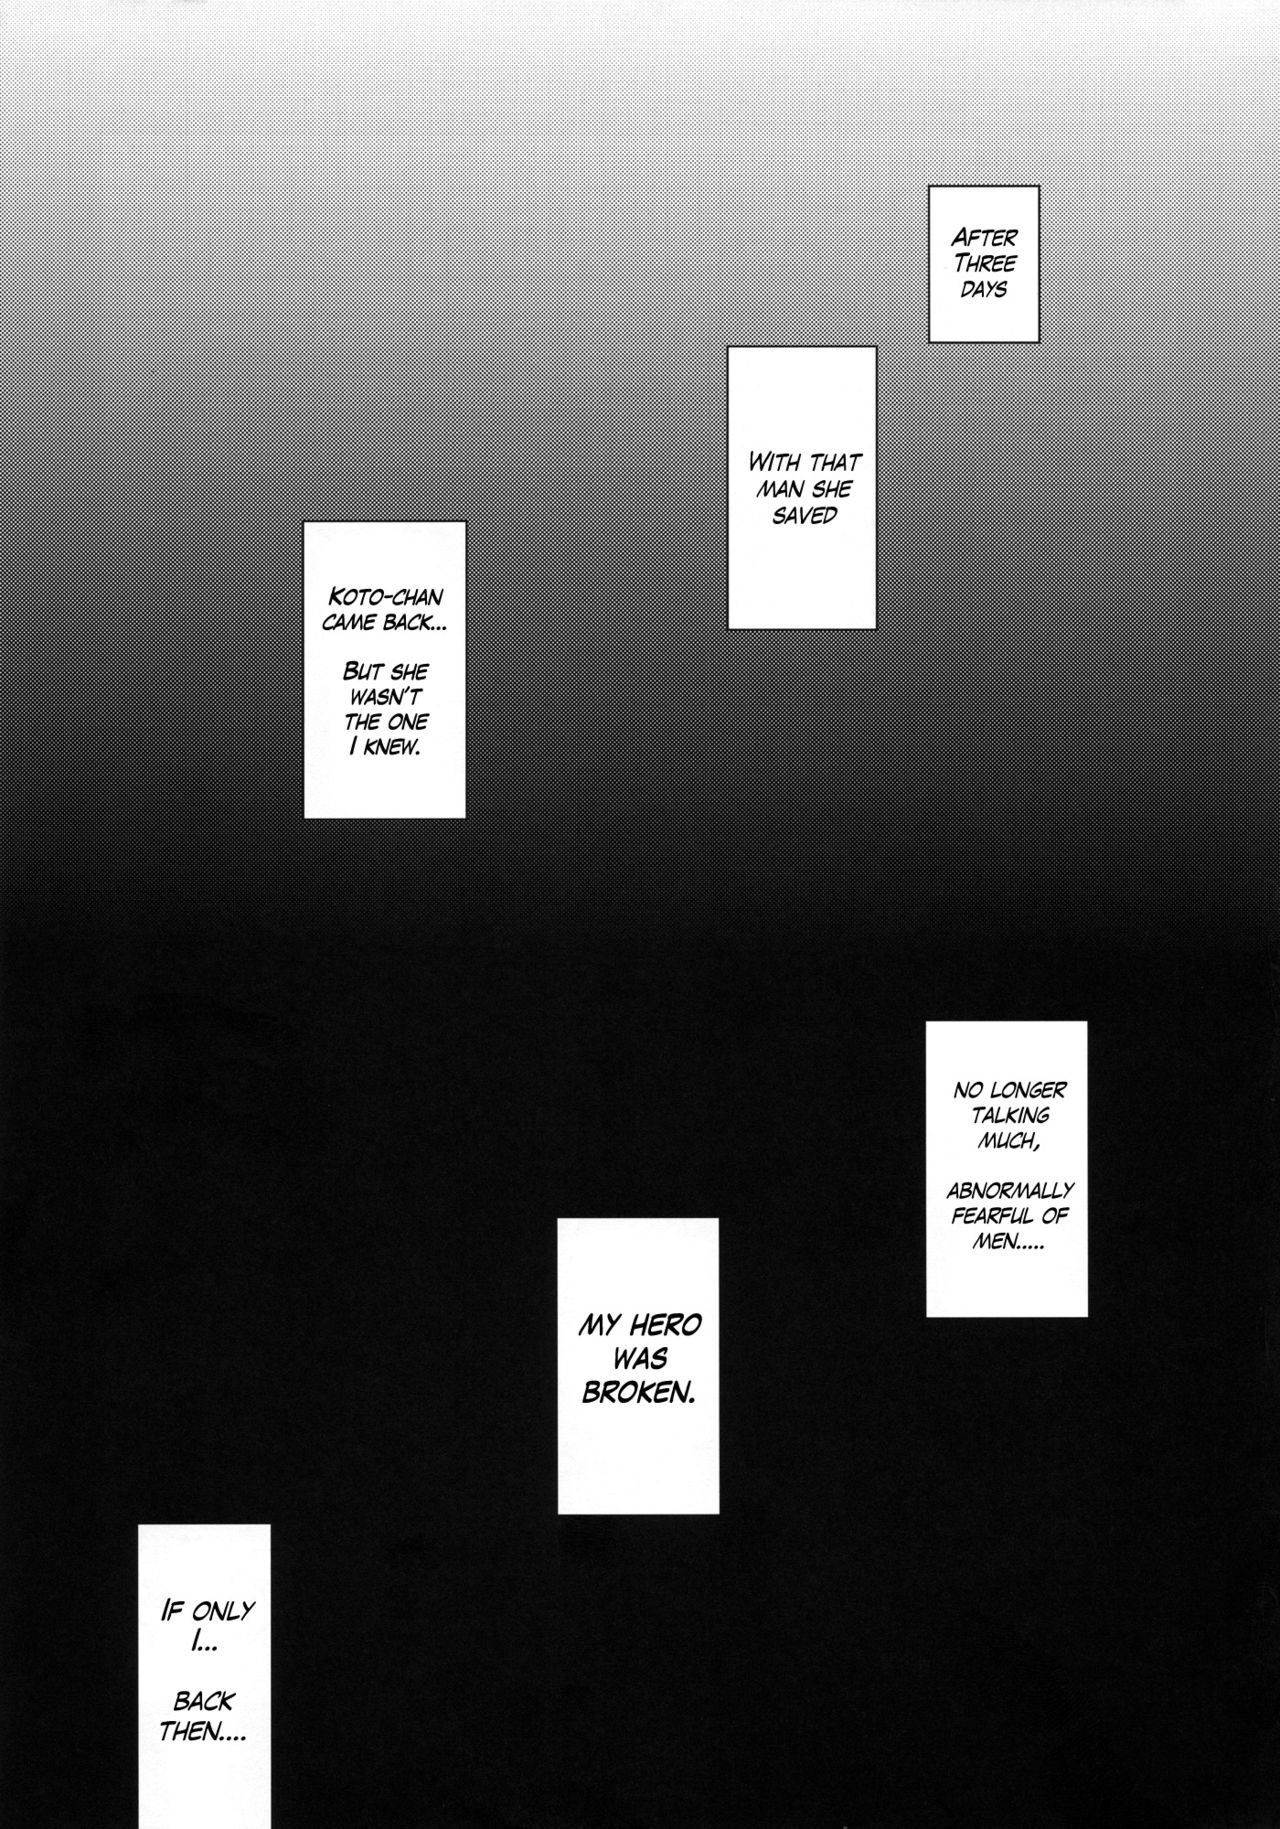 AFTER
THREE
DAYS
WITH THAT
MAN SHE
SAVED
KOTO-CHAN
CAME BACK...
BUT SHE
WASN'T
THE ONE
I KNEW.
NO LONGER
TALKING
MUCH,
ABNORMALLY
FEARFUL OF
MEN.....
MY HERO
WAS
BROKEN.
IF ONLY
I...
BACK
THEN....